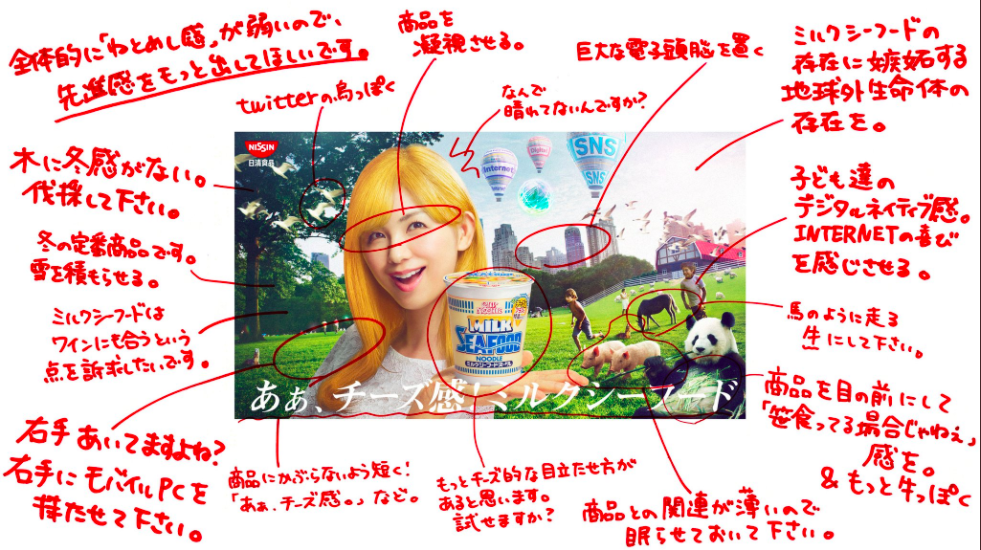 全体的に「わとめし感」が弱いので、
先進感をもっと出してほしいです。
商品を
凝視させる。
twitterの鳥っぽく
なんで
晴れてないんですか?
巨大な電子頭脳を置く
ミルクシーフードの
存在に嫉妬する
地球外生命体の
存在を。
木に冬感がない。
伐採して下さい。
冬の定番商品です。
雪を積もらせる。
ミルクシーフードは
ワインにも合うという
点を訴求したいです。
右手あいてますよね?
右手にモバイルPCを
持たせて下さい。
NISSIN
日清食品
Internet
Digital
SNS
SNS
MILK
SEAFOOD
NOODLE
ミルクシーフードヌードル
あぁ、チーズ感!ミルクシーフード
子ども達の
デジタルネイティブ感。
INTERNETの喜び
を感じさせる。
馬のように走る
牛にして下さい。
商品を目の前にして
「笹食ってる場合じゃねぇ」
感を。
&もっと牛っぽく
商品にかぶらないよう短く!
「あぁ、チーズ感。」など。
もっとチーズ的な目立たせ方が
あると思います。
試せますか?
商品との関連が薄いので
眠らせておいて下さい。